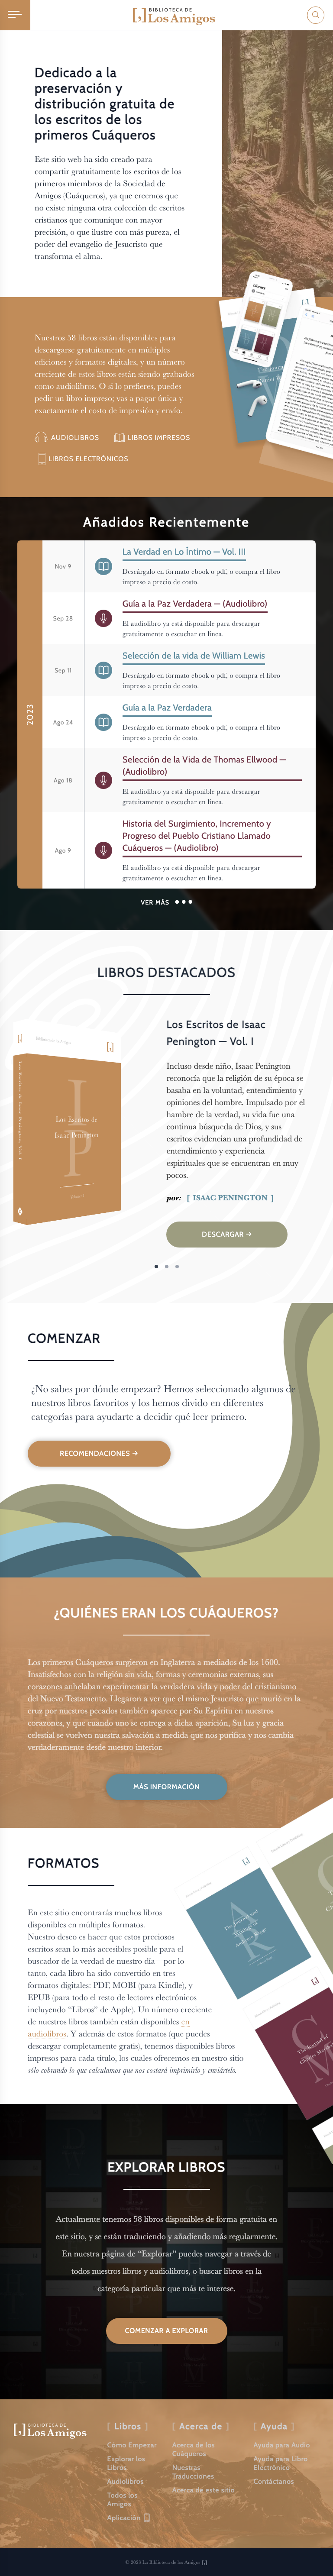 BIBLIOTECA DE
Los Amigos
Dedicado a la
preservación y
distribución gratuita de
los escritos de los
primeros Cuáqueros
Este sitio web ha sido creado para
compartir gratuitamente los escritos de los
primeros miembros de la Sociedad de
Amigos (Cuáqueros), ya que creemos que
no existe ninguna otra colección de escritos
cristianos que comunique con mayor
precisión, o que ilustre con más pureza, el
poder del evangelio de Jesucristo que
transforma el alma.
Nuestros 58 libros están disponibles para
descargarse gratuitamente en múltiples
ediciones y formatos digitales, y un número
creciente de estos libros están siendo grabados
como audiolibros. O si lo prefieres, puedes
pedir un libro impreso; vas a pagar única y
exactamente el costo de impresión y envío.
AUDIOLIBROS
LIBROS IMPRESOS
LIBROS ELECTRÓNICOS
Library
Añadidos Recientemente
2023
Nov 9
La Verdad en Lo Íntimo — Vol. III
Descárgalo en formato ebook o pdf, o compra el libro
impreso a precio de costo.
Sep 28
Guía a la Paz Verdadera — (Audiolibro)
El audiolibro ya está disponible para descargar
gratuitamente o escuchar en línea.
Sep 11
Selección de la vida de William Lewis
Descárgalo en formato ebook o pdf, o compra el libro
impreso a precio de costo.
Ago 24
Guía a la Paz Verdadera
Descárgalo en formato ebook o pdf, o compra el libro
impreso a precio de costo.
Ago 18
Selección de la Vida de Thomas Ellwood —
(Audiolibro)
El audiolibro ya está disponible para descargar
gratuitamente o escuchar en línea.
Ago 9
Historia del Surgimiento, Incremento y
Progreso del Pueblo Cristiano Llamado
Cuáqueros — (Audiolibro)
El audiolibro ya está disponible para descargar
gratuitamente o escuchar en línea.
VER MÁS
LIBROS DESTACADOS
Los Escritos de
Isaac Penington
IP
Los Escritos de Isaac
Penington — Vol. I
Incluso desde niño, Isaac Penington
reconocía que la religión de su época se
basaba en la voluntad, entendimiento y
opiniones del hombre. Impulsado por el
hambre de la verdad, su vida fue una
continua búsqueda de Dios, y sus
escritos evidencian una profundidad de
entendimiento y experiencia
espirituales que se encuentran en muy
pocos.
por: [ ISAAC PENINGTON ]
DESCARGAR →
COMENZAR
¿No sabes por dónde empezar? Hemos seleccionado algunos de
nuestros libros favoritos y los hemos divido en diferentes
categorías para ayudarte a decidir qué leer primero.
RECOMENDACIONES →
¿QUIÉNES ERAN LOS CUÁQUEROS?
Los primeros Cuáqueros surgieron en Inglaterra a mediados de los 1600.
Insatisfechos con la religión sin vida, formas y ceremonias externas, sus
corazones anhelaban experimentar la verdadera vida y poder del cristianismo
del Nuevo Testamento. Llegaron a ver que el mismo Jesucristo que murió en la
cruz por nuestros pecados también aparece por Su Espíritu en nuestros
corazones, y que cuando uno se entrega a dicha aparición, Su luz y gracia
celestial se vuelven nuestra salvación a medida que nos purifica y nos cambia
verdaderamente desde nuestro interior.
MÁS INFORMACIÓN
FORMATOS
En este sitio encontrarás muchos libros
disponibles en múltiples formatos.
Nuestro deseo es hacer que estos preciosos
escritos sean lo más accesibles posible para el
buscador de la verdad de nuestro día—por lo
tanto, cada libro ha sido convertido en tres
formatos digitales: PDF, MOBI (para Kindle), y
EPUB (para todo el resto de lectores electrónicos
incluyendo “Libros” de Apple). Un número creciente
de nuestros libros también están disponibles en
audiolibros. Y además de estos formatos (que puedes
descargar completamente gratis), tenemos disponibles libros
impresos para cada título, los cuales ofrecemos en nuestro sitio
sólo cobrando lo que calculamos que nos costará imprimirlo y enviártelo.
EXPLORAR LIBROS
Actualmente tenemos 58 libros disponibles de forma gratuita en
este sitio, y se están traduciendo y añadiendo más regularmente.
En nuestra página de “Explorar” puedes navegar a través de
todos nuestros libros y audiolibros, o buscar libros en la
categoría particular que más te interese.
COMENZAR A EXPLORAR
BIBLIOTECA DE
Los Amigos
[ Libros ]
Cómo Empezar
Explorar los
Libros
Audiolibros
Todos los
Amigos
Aplicación
[ Acerca de ]
Acerca de los
Cuáqueros
Nuestras
Traducciones
Acerca de este sitio
[ Ayuda ]
Ayuda para Audio
Ayuda para Libro
Electrónico
Contáctanos
© 2023 La Biblioteca de los Amigos